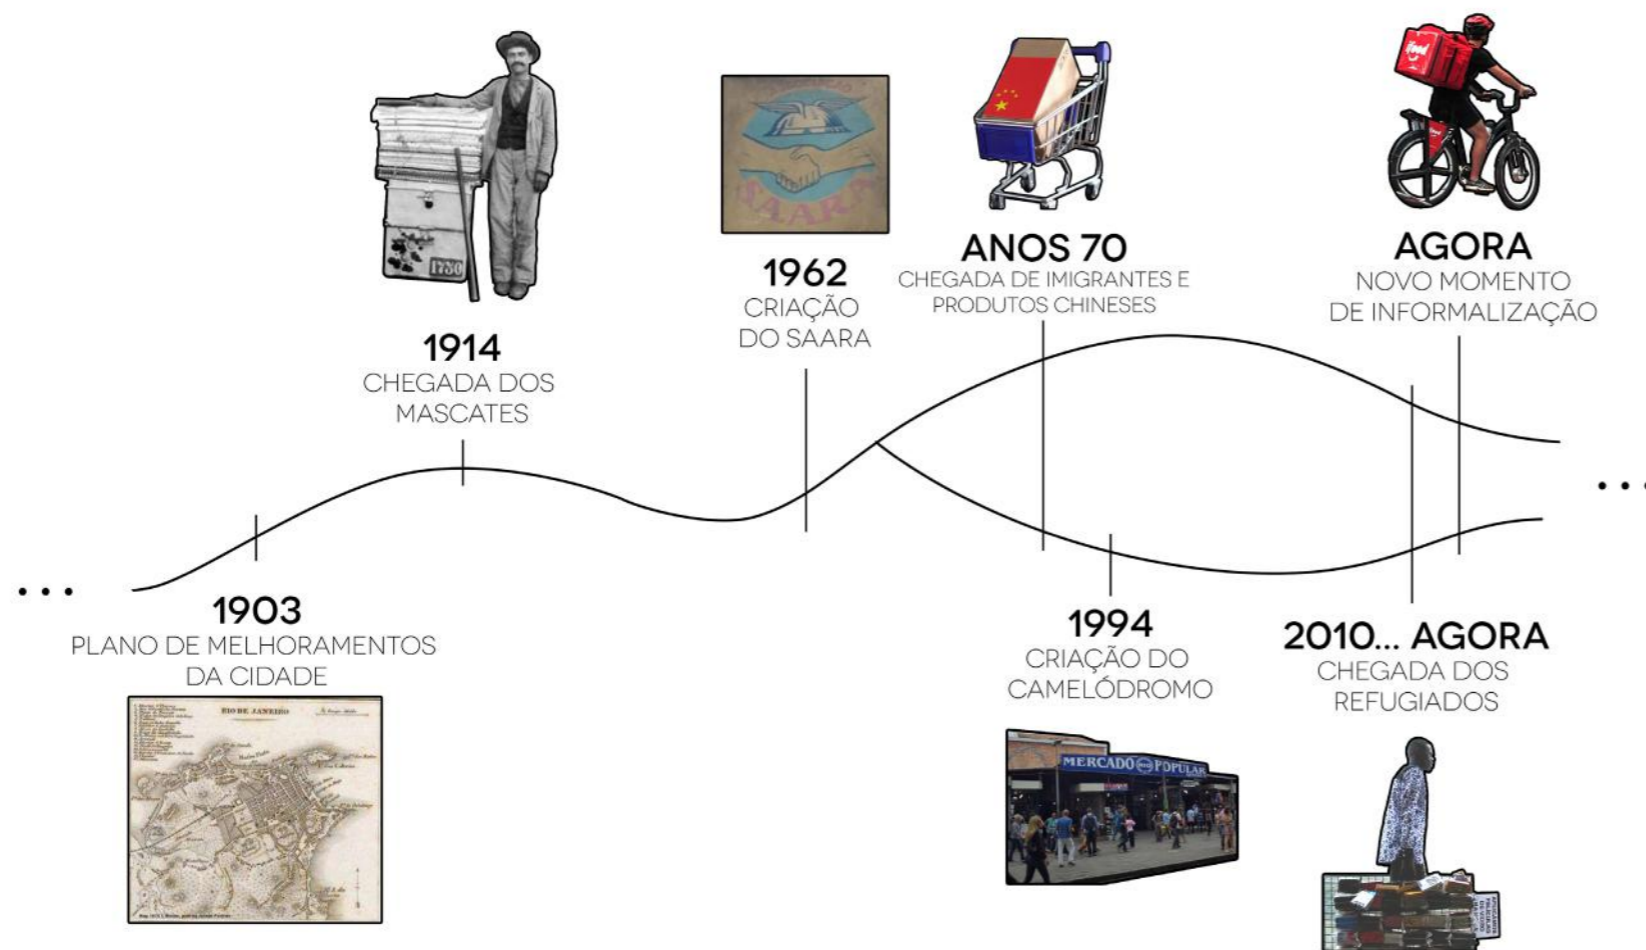 1914
CHEGADA DOS
MASCATES
1903
PLANO DE MELHORAMENTOS
DA CIDADE
RIO DE JANEIRO
1962
CRIAÇÃO
DO SAARA
SAARA
ANOS 70
CHEGADA DE IMIGRANTES E
PRODUTOS CHINESES
1994
CRIAÇÃO DO
CAMELÓDROMO
MERCADO POPULAR
AGORA
NOVO MOMENTO
DE INFORMALIZAÇÃO
ifood
2010... AGORA
CHEGADA DOS
REFUGIADOS